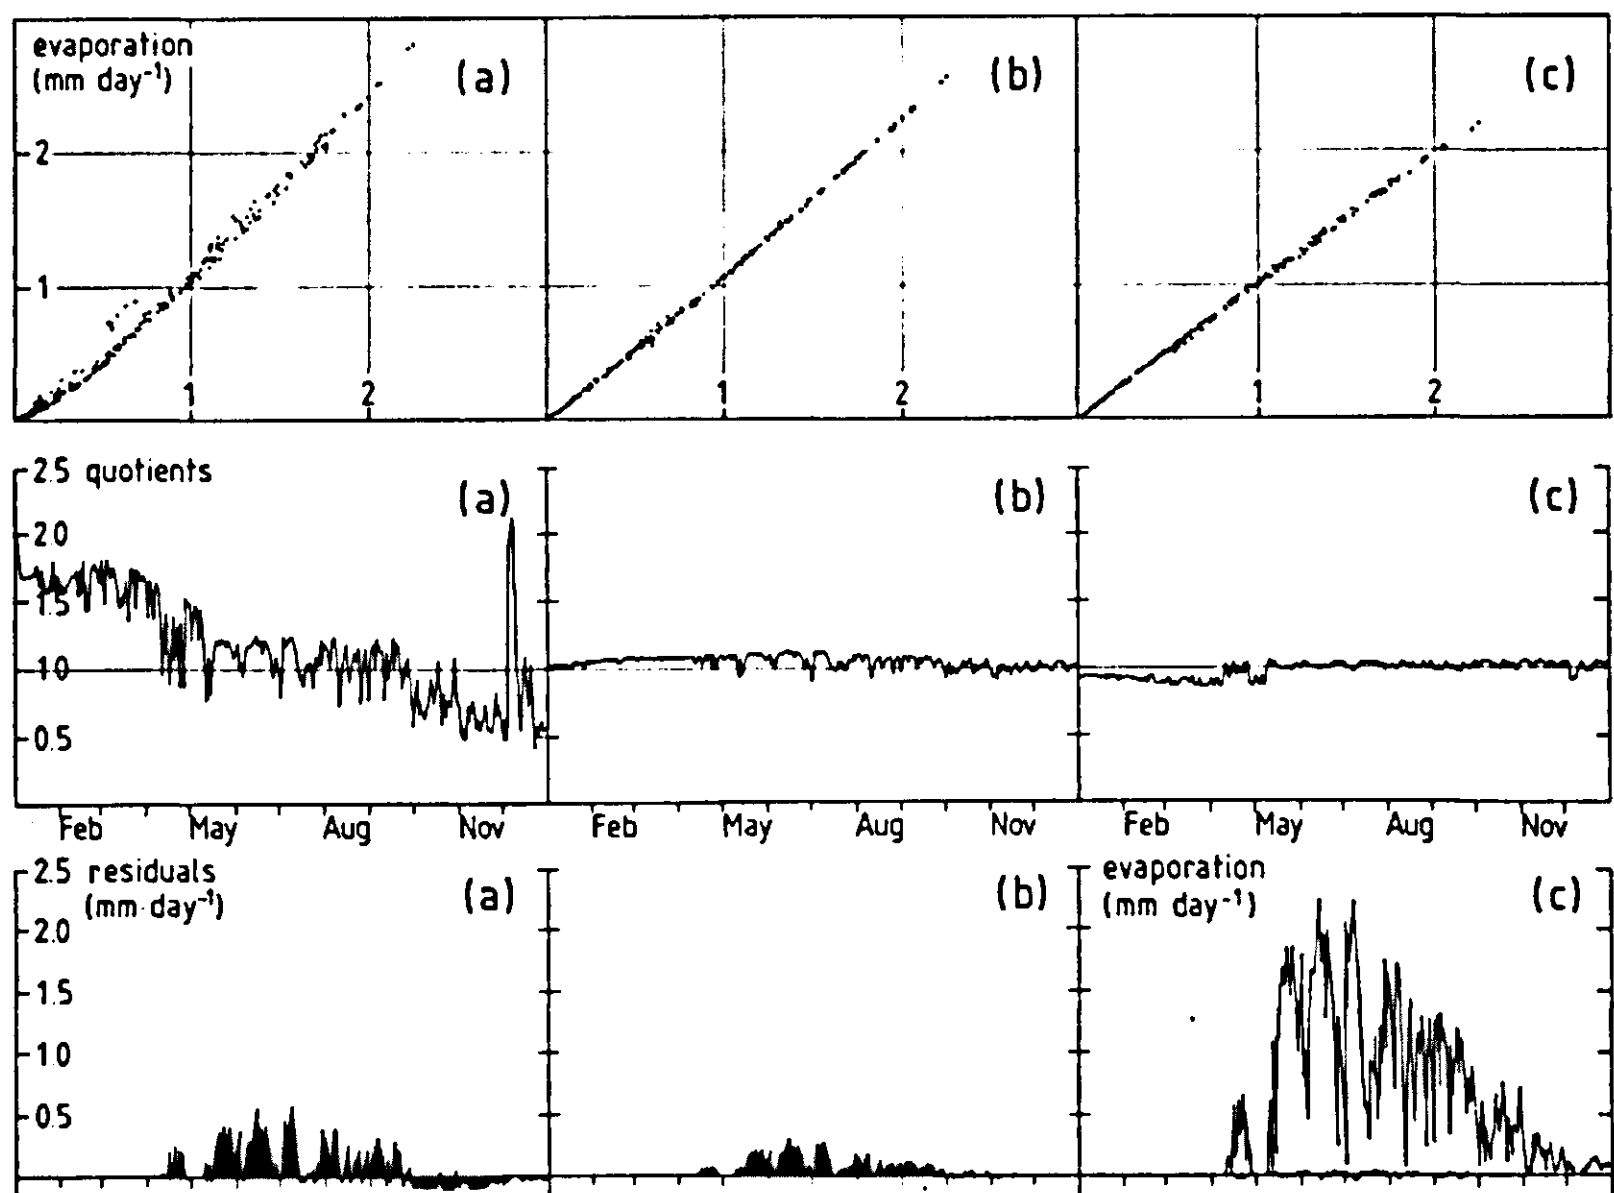 evaporation
(mm day⁻¹)
(a)
(b)
(c)
2
1
1
2
1
2
1
2
2.5 quotients
(a)
(b)
(c)
2.0
1.5
1.0
0.5
Feb May Aug Nov Feb May Aug Nov Feb May Aug Nov
2.5 residuals
(mm day⁻¹)
(a)
(b)
evaporation
(mm day⁻¹)
(c)
2.0
1.5
1.0
0.5